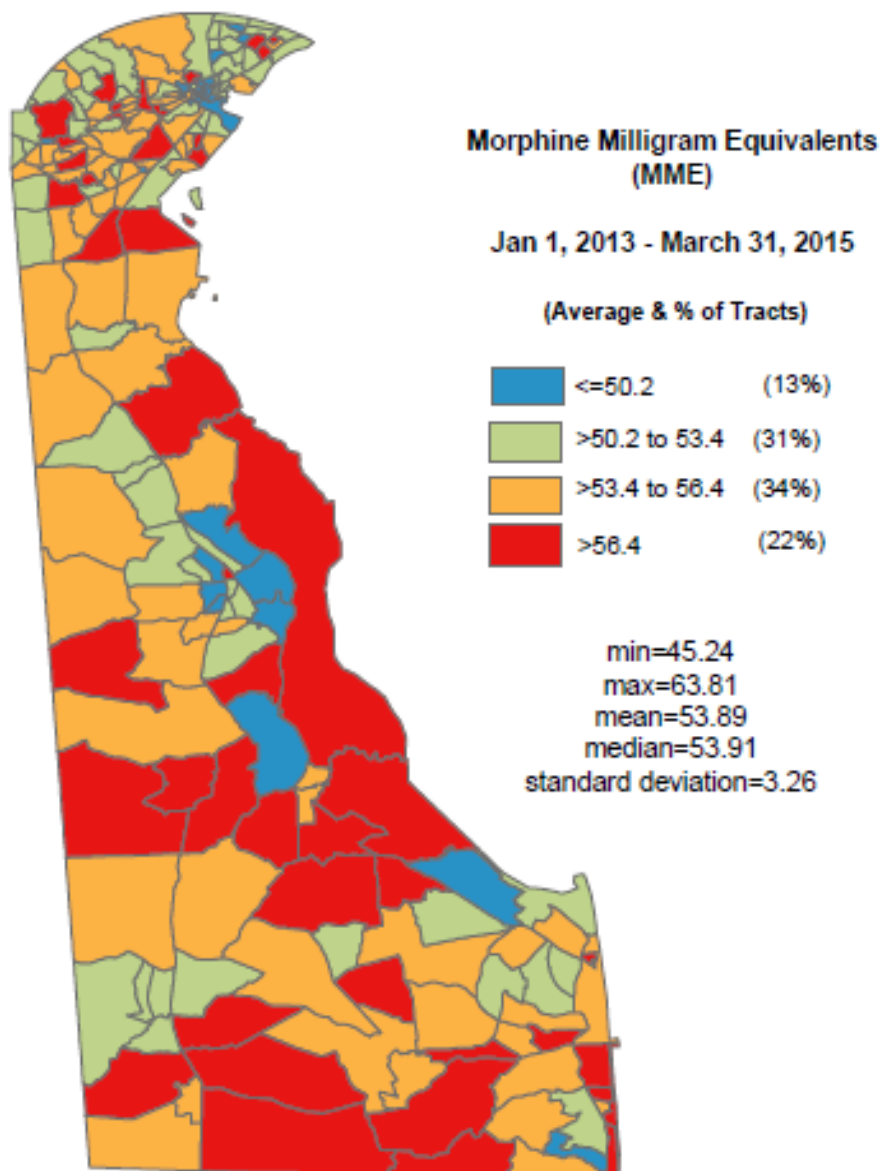 Morphine Milligram Equivalents
(MME)
Jan 1, 2013 - March 31, 2015
(Average & % of Tracts)
<=50.2 (13%)
>50.2 to 53.4 (31%)
>53.4 to 56.4 (34%)
>56.4 (22%)
min=45.24
max=63.81
mean=53.89
median=53.91
standard deviation=3.26